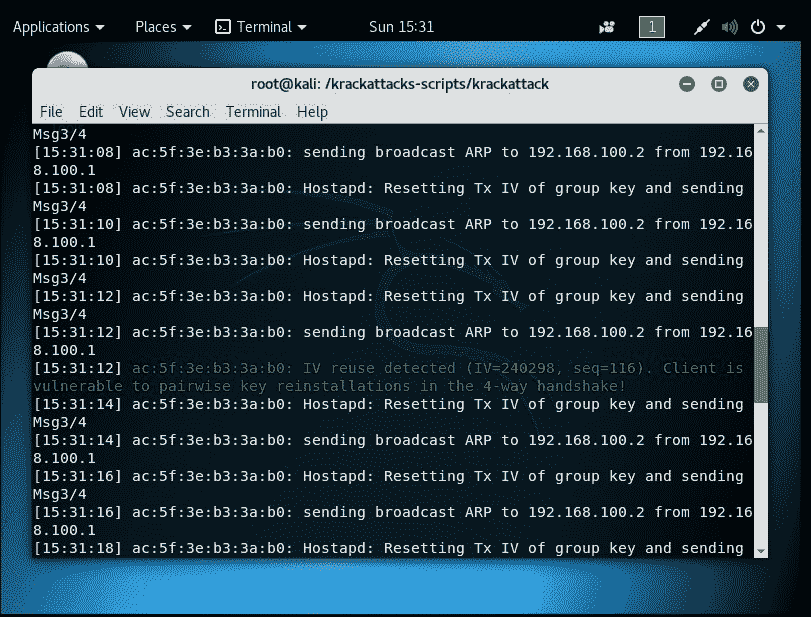 Applications Places Terminal Sun 15:31 1
root@kali: /krackattacks-scripts/krackattack
File Edit View Search Terminal Help
Msg3/4
[15:31:08] ac:5f:3e:b3:3a:b0: sending broadcast ARP to 192.168.100.2 from 192.16
8.100.1
[15:31:08] ac:5f:3e:b3:3a:b0: Hostapd: Resetting Tx IV of group key and sending
Msg3/4
[15:31:10] ac:5f:3e:b3:3a:b0: sending broadcast ARP to 192.168.100.2 from 192.16
8.100.1
[15:31:10] ac:5f:3e:b3:3a:b0: Hostapd: Resetting Tx IV of group key and sending
Msg3/4
[15:31:12] ac:5f:3e:b3:3a:b0: Hostapd: Resetting Tx IV of group key and sending
Msg3/4
[15:31:12] ac:5f:3e:b3:3a:b0: sending broadcast ARP to 192.168.100.2 from 192.16
8.100.1
[15:31:12] ac:5f:3e:b3:3a:b0: IV reuse detected (IV=240298, seq=116). Client is
vulnerable to pairwise key reinstallations in the 4-way handshake!
[15:31:14] ac:5f:3e:b3:3a:b0: Hostapd: Resetting Tx IV of group key and sending
Msg3/4
[15:31:14] ac:5f:3e:b3:3a:b0: sending broadcast ARP to 192.168.100.2 from 192.16
8.100.1
[15:31:16] ac:5f:3e:b3:3a:b0: Hostapd: Resetting Tx IV of group key and sending
Msg3/4
[15:31:16] ac:5f:3e:b3:3a:b0: sending broadcast ARP to 192.168.100.2 from 192.16
8.100.1
[15:31:18] ac:5f:3e:b3:3a:b0: Hostapd: Resetting Tx IV of group key and sending